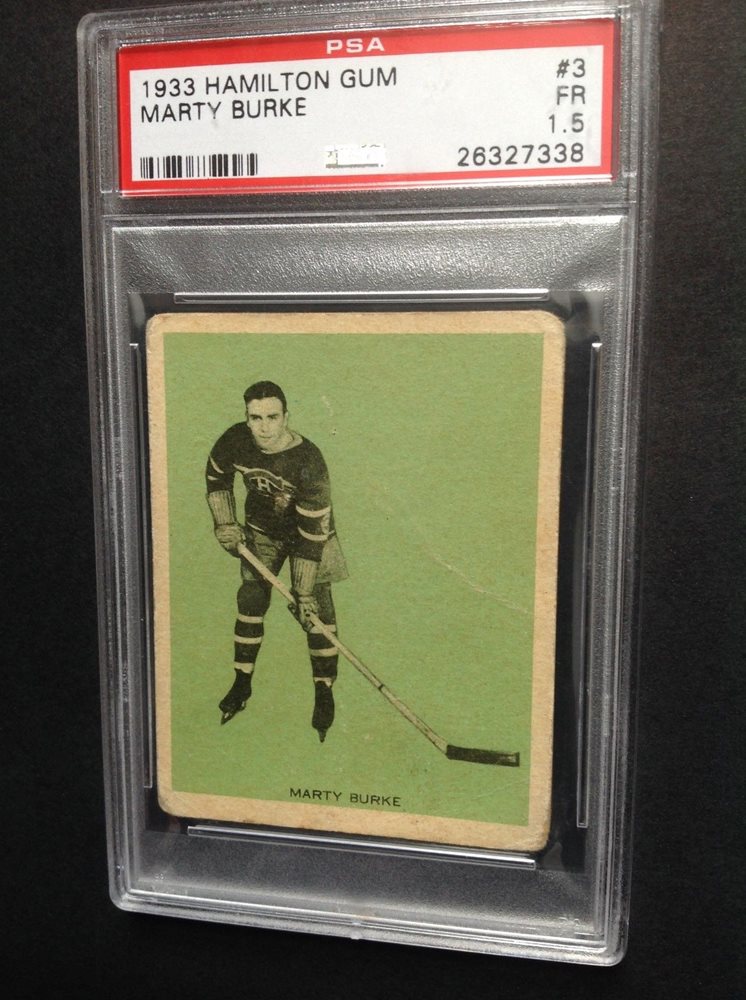 PSA
1933 HAMILTON GUM
#3
MARTY BURKE
FR
1.5
26327338
MARTY BURKE